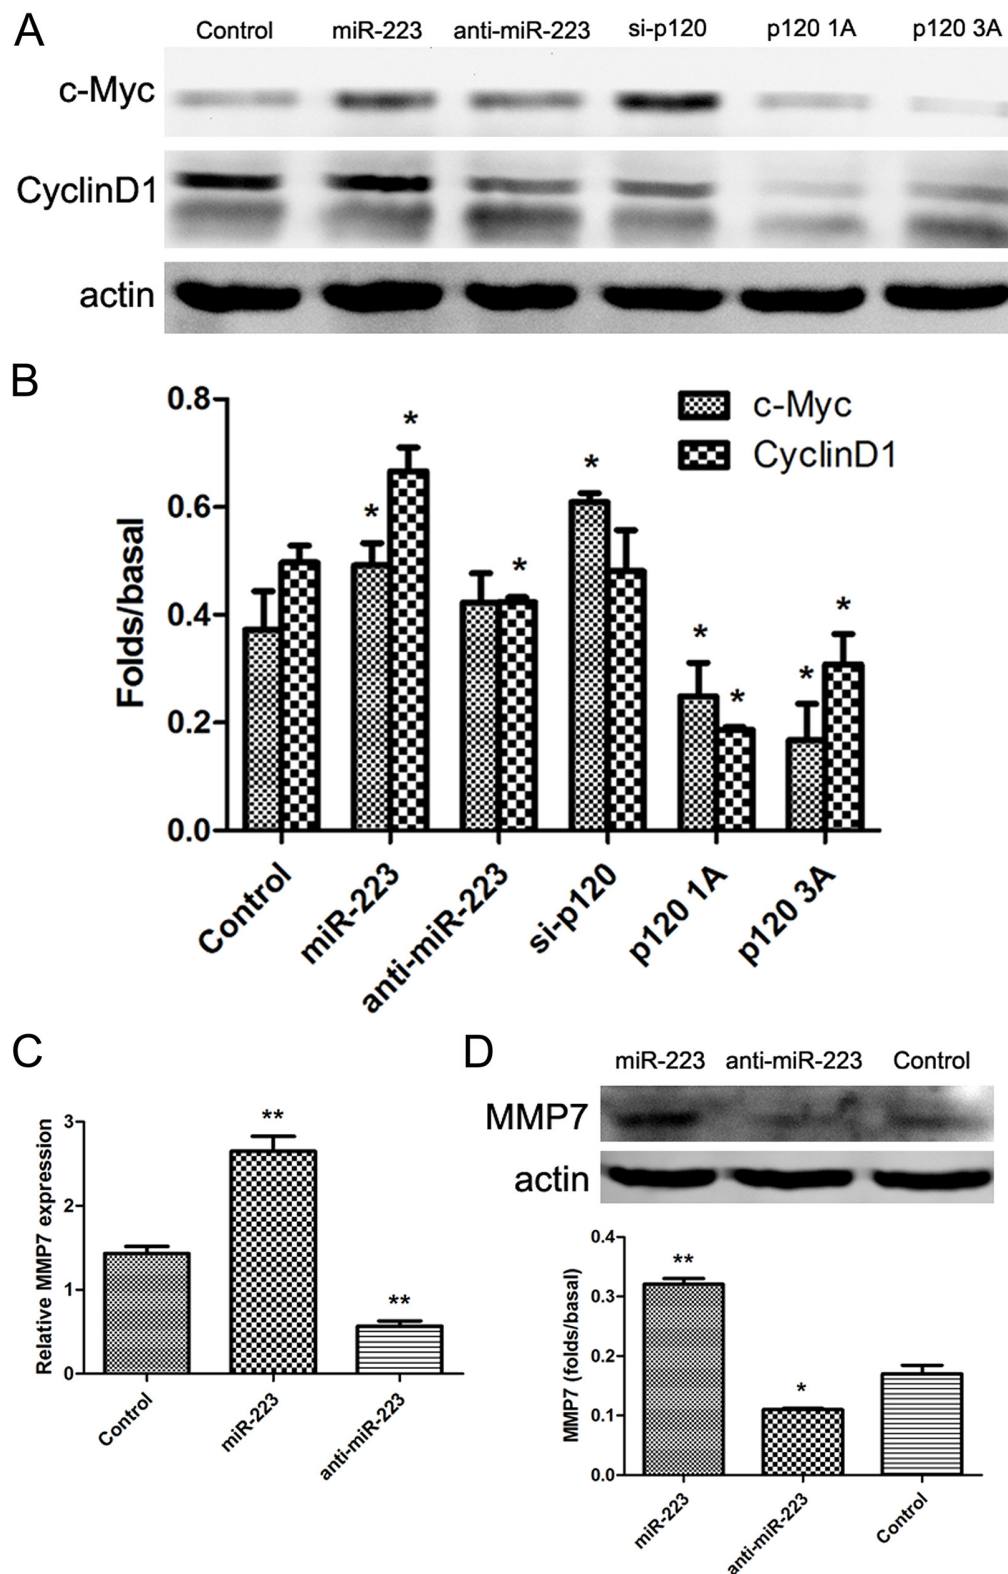 A
Control miR-223 anti-miR-223 si-p120 p120 1A p120 3A
c-Myc
CyclinD1
actin
B
Folds/basal
0.8
0.6
0.4
0.2
0.0
c-Myc
CyclinD1
* * * * * * * *
Control miR-223 anti-miR-223 si-p120 p120 1A p120 3A
C
Relative MMP7 expression
3
2
1
0
** **
Control miR-223 anti-miR-223
D
miR-223 anti-miR-223 Control
MMP7
actin
MMP7 (folds/basal)
0.4
0.3
0.2
0.1
0.0
** *
miR-223 anti-miR-223 Control